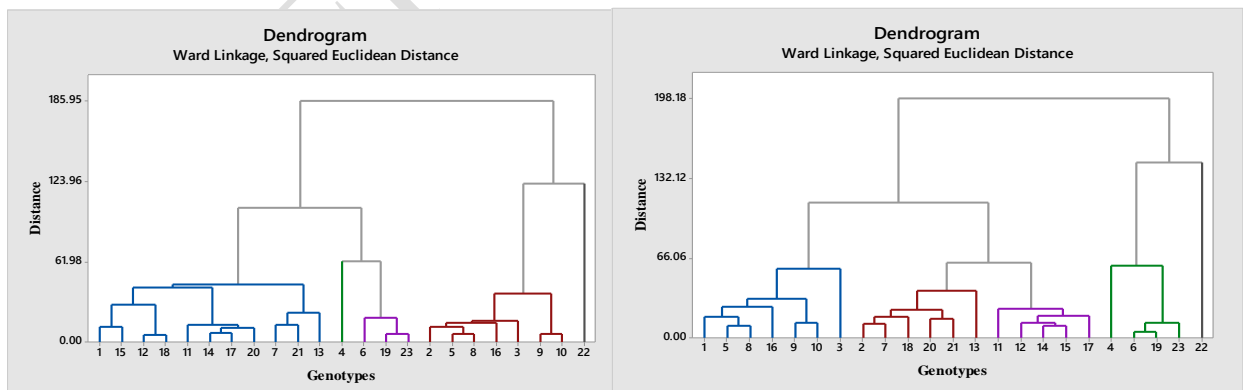 Dendrogram
Ward Linkage, Squared Euclidean Distance
185.95
123.96
61.98
0.00
Distance
1 15 12 18 11 14 17 20 7 21 13 4 6 19 23 2 5 8 16 3 9 10 22
Genotypes
Dendrogram
Ward Linkage, Squared Euclidean Distance
198.18
132.12
66.06
0.00
Distance
1 5 8 16 9 10 3 2 7 18 20 21 13 11 12 14 15 17 4 6 19 23 22
Genotypes